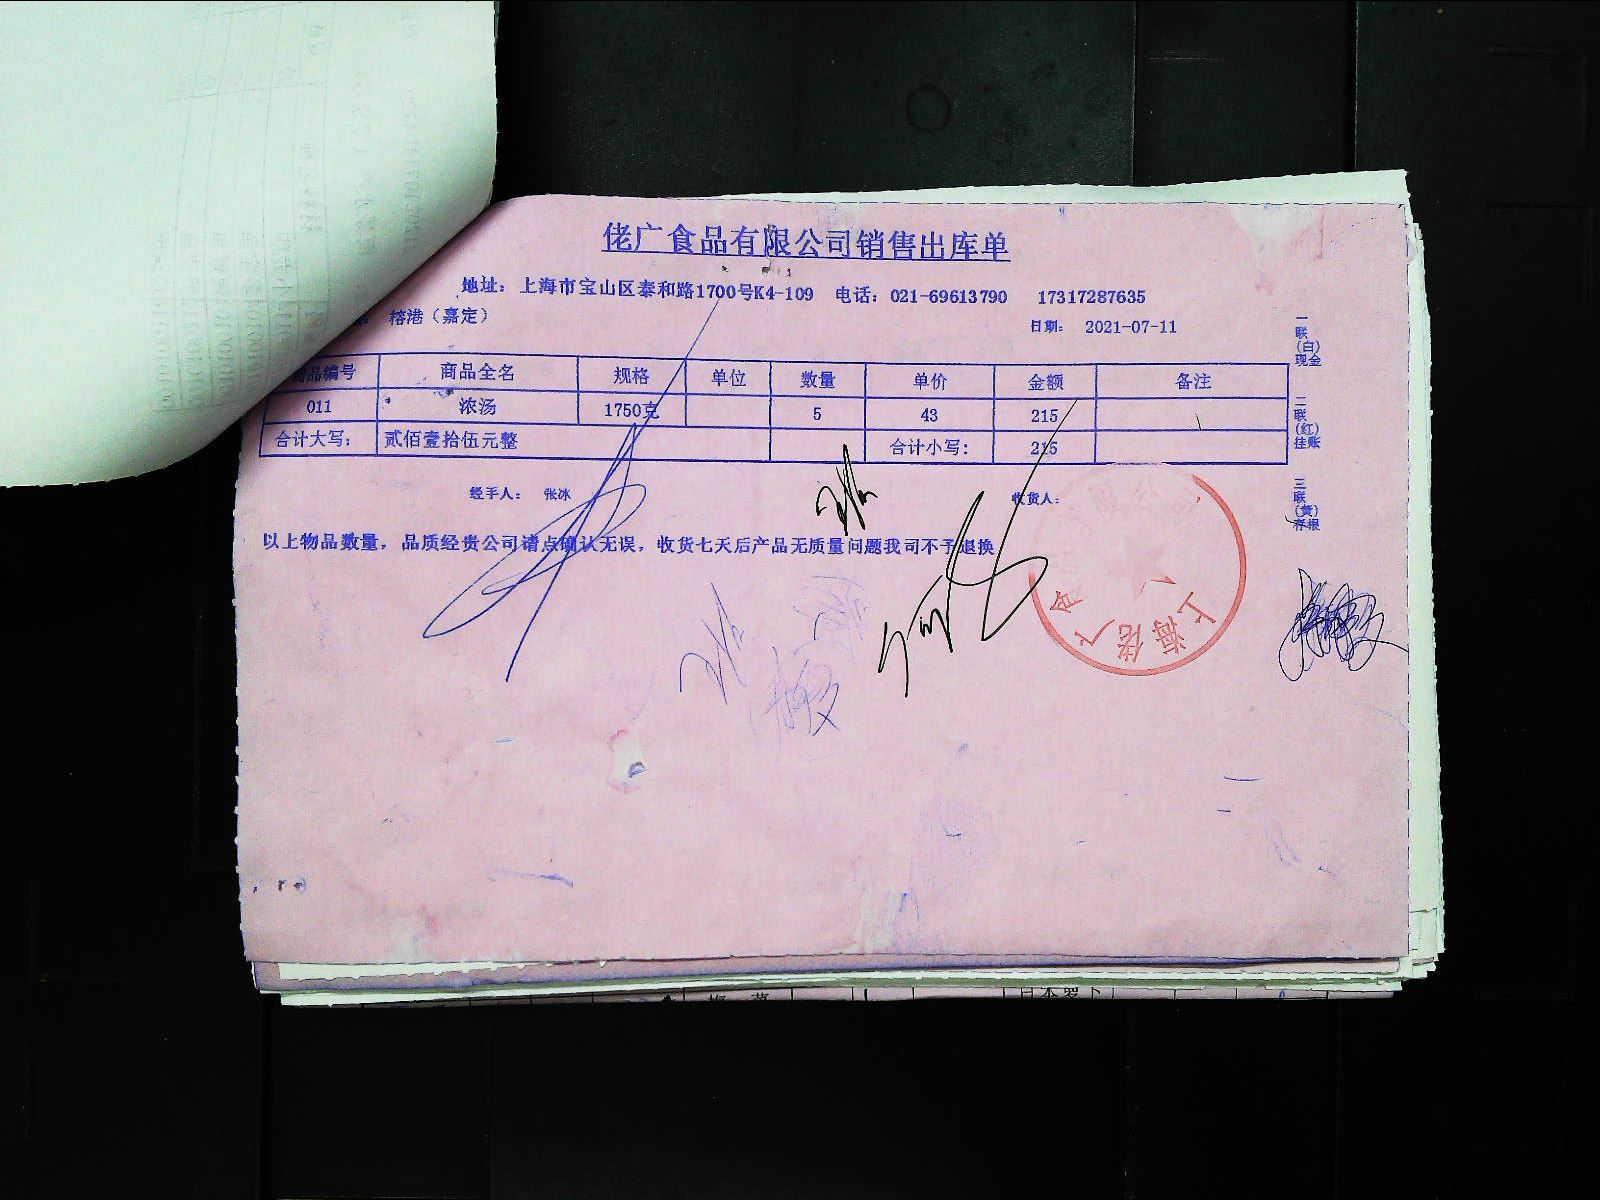 佬广食品有限公司销售出库单
地址：上海市宝山区泰和路1700号K4-109 电话：021-69613790 17317287635
榕港（嘉定） 日期： 2021-07-11
品编号 商品全名 规格 单位 数量 单价 金额 备注
011 浓汤 1750克 5 43 215
合计大写： 贰佰壹拾伍元整 合计小写： 215
经手人： 张冰 收货人：
以上物品数量，品质经贵公司请点确认无误，收货七天后产品无质量问题我司不予退换
一联（白）现金
二联（红）挂账
三联（黄）存根
上海佬广食